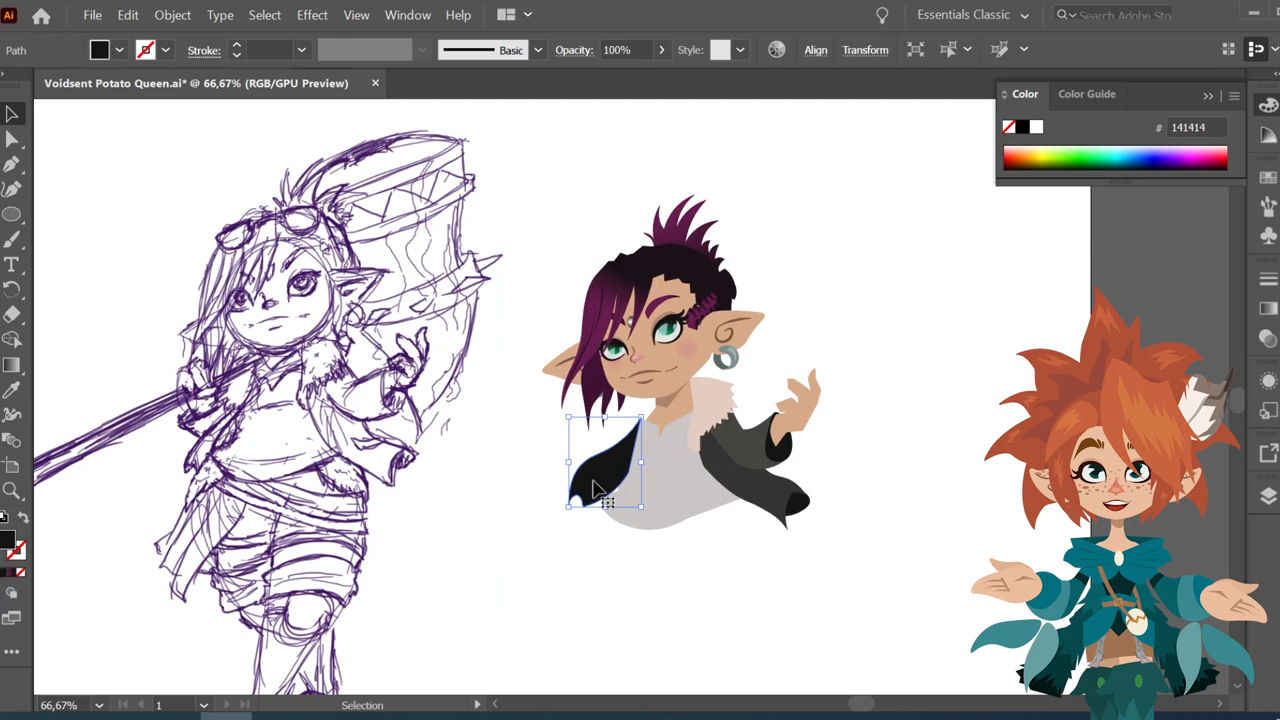 Ai File Edit Object Type Select Effect View Window Help Essentials Classic Search Adobe Sto
Path Stroke: Basic Opacity: 100% Style: Align Transform
Voidsent Potato Queen.ai* @ 66,67% (RGB/GPU Preview)
Color Color Guide
# 141414
66,67% 1 Selection